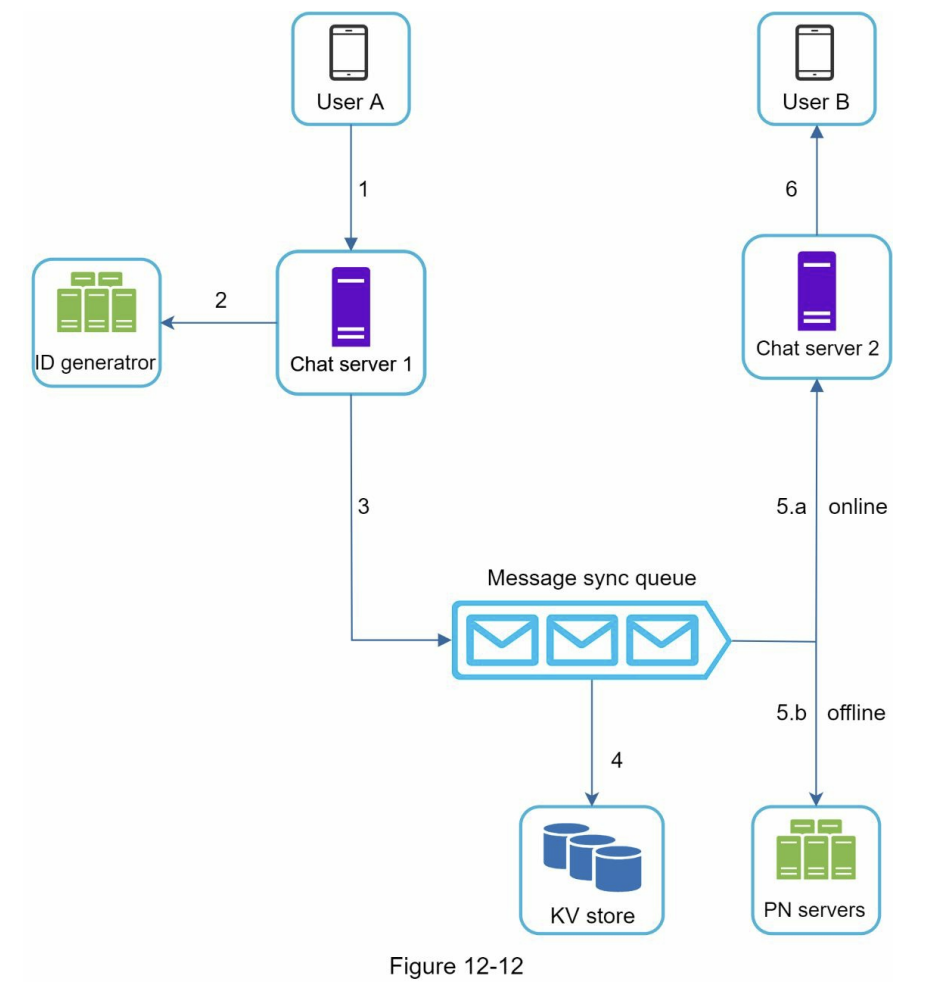 User A
User B
1
6
2
ID generatror
Chat server 1
Chat server 2
3
5.a online
Message sync queue
5.b offline
4
KV store
PN servers
Figure 12-12